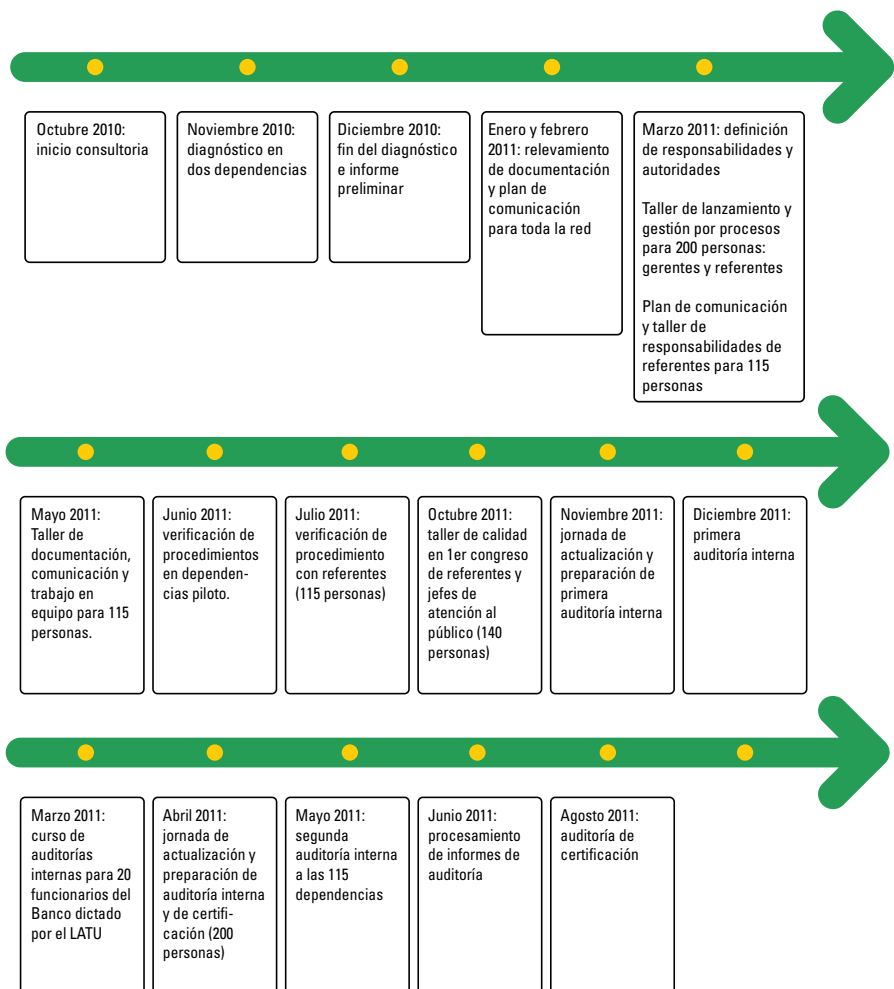 Octubre 2010:
inicio consultoria
Noviembre 2010:
diagnóstico en
dos dependencias
Diciembre 2010:
fin del diagnóstico
e informe
preliminar
Enero y febrero
2011: relevamiento
de documentación
y plan de
comunicación
para toda la red
Marzo 2011: definición
de responsabilidades y
autoridades
Taller de lanzamiento y
gestión por procesos
para 200 personas:
gerentes y referentes
Plan de comunicación
y taller de
responsabilidades de
referentes para 115
personas
Mayo 2011:
Taller de
documentación,
comunicación y
trabajo en
equipo para 115
personas.
Junio 2011:
verificación de
procedimientos
en dependen-
cias piloto.
Julio 2011:
verificación de
procedimiento
con referentes
(115 personas)
Octubre 2011:
taller de calidad
en 1er congreso
de referentes y
jefes de
atención al
público (140
personas)
Noviembre 2011:
jornada de
actualización y
preparación de
primera
auditoría interna
Diciembre 2011:
primera
auditoría interna
Marzo 2011:
curso de
auditorías
internas para 20
funcionarios del
Banco dictado
por el LATU
Abril 2011:
jornada de
actualización y
preparación de
auditoría interna
y de certifi-
cación (200
personas)
Mayo 2011:
segunda
auditoría interna
a las 115
dependencias
Junio 2011:
procesamiento
de informes de
auditoría
Agosto 2011:
auditoría de
certificación